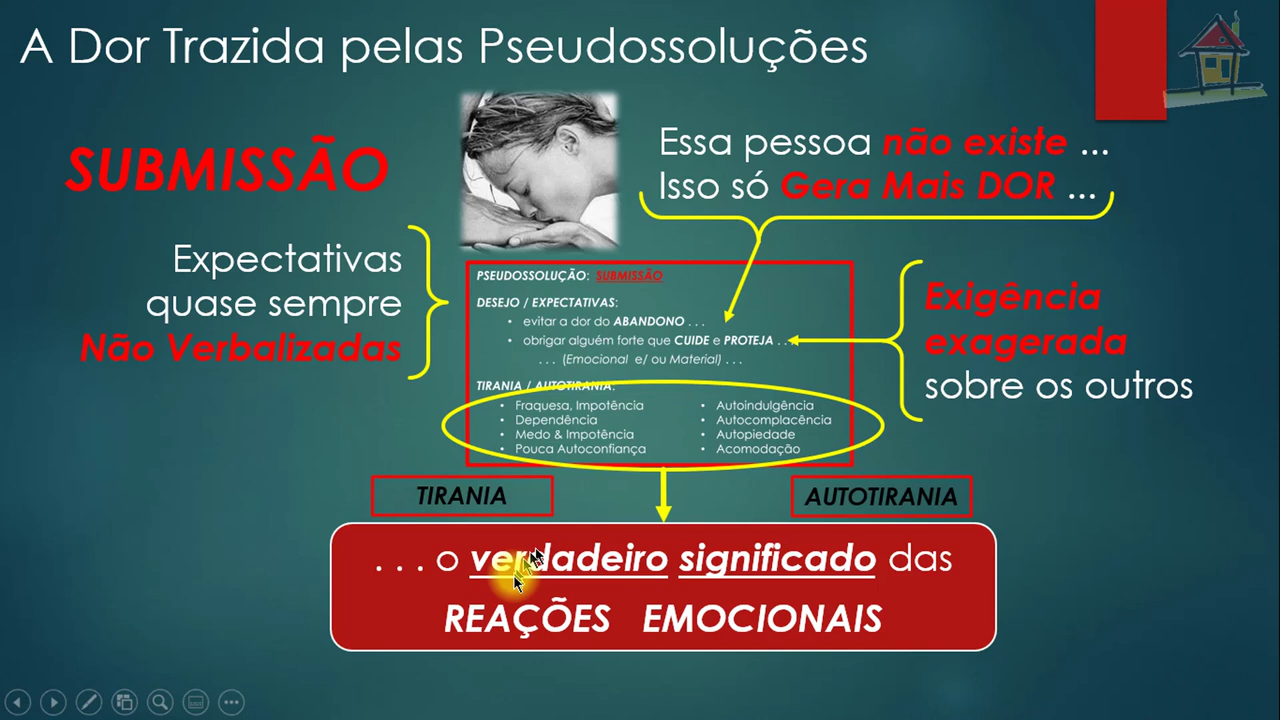 A Dor Trazida pelas Pseudossoluções
SUBMISSÃO
Essa pessoa não existe ...
Isso só Gera Mais DOR ...
Expectativas
quase sempre
Não Verbalizadas
PSEUDOSSOLUÇÃO: SUBMISSÃO
DESEJO / EXPECTATIVAS:
• evitar a dor do ABANDONO . . .
• obrigar alguém forte que CUIDE e PROTEJA . . .
. . . (Emocional e/ ou Material) . . .
TIRANIA / AUTOTIRANIA:
• Fraquesa, Impotência
• Dependência
• Medo & Impotência
• Pouca Autoconfiança
• Autoindulgência
• Autocomplacência
• Autopiedade
• Acomodação
Exigência
exagerada
sobre os outros
TIRANIA
AUTOTIRANIA
. . . o verdadeiro significado das
REAÇÕES EMOCIONAIS